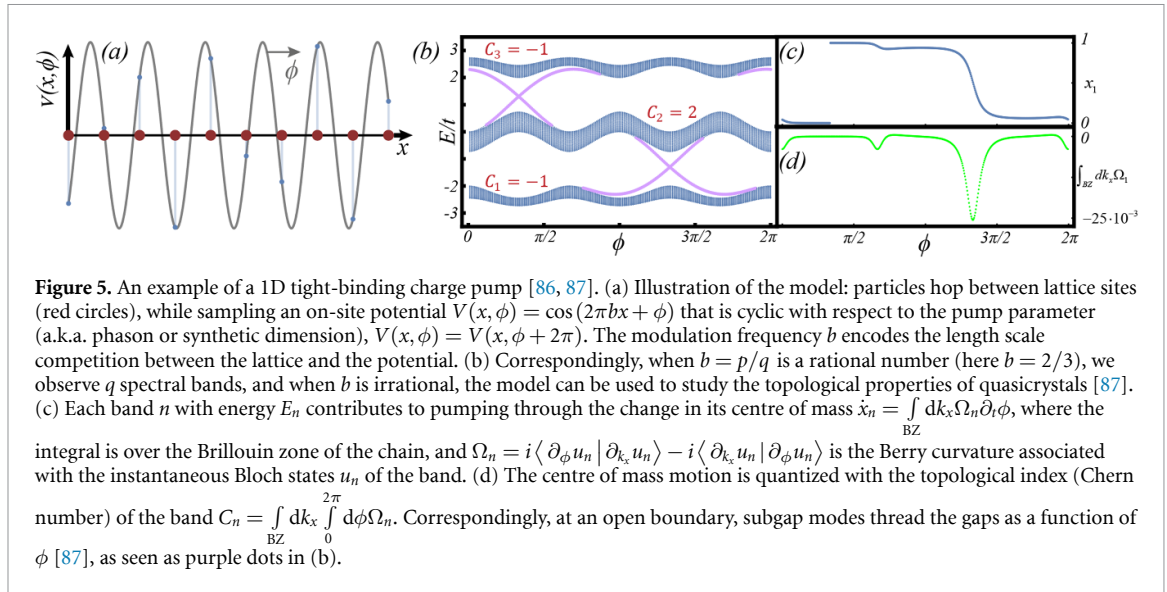 (a)
V(x,ϕ)
ϕ
x
(b)
E/t
3
2
-2
-3
C₃ = −1
C₂ = 2
C₁ = −1
0
π/2
ϕ
3π/2
2π
(c)
1
x₁
0
(d)
0
∫_BZ dkₓΩ₁
−25·10⁻³
π/2
ϕ
3π/2
2π
Figure 5. An example of a 1D tight-binding charge pump [86, 87]. (a) Illustration of the model: particles hop between lattice sites
(red circles), while sampling an on-site potential V(x,ϕ) = cos(2πbx + ϕ) that is cyclic with respect to the pump parameter
(a.k.a. phason or synthetic dimension), V(x,ϕ) = V(x,ϕ + 2π). The modulation frequency b encodes the length scale
competition between the lattice and the potential. (b) Correspondingly, when b = p/q is a rational number (here b = 2/3), we
observe q spectral bands, and when b is irrational, the model can be used to study the topological properties of quasicrystals [87].
(c) Each band n with energy Eₙ contributes to pumping through the change in its centre of mass ẋₙ = ∫_BZ dkₓΩₙ∂ₜϕ, where the
integral is over the Brillouin zone of the chain, and Ωₙ = i⟨∂_ϕuₙ|∂_kₓuₙ⟩ − i⟨∂_kₓuₙ|∂_ϕuₙ⟩ is the Berry curvature associated
with the instantaneous Bloch states uₙ of the band. (d) The centre of mass motion is quantized with the topological index (Chern
number) of the band Cₙ = ∫_BZ dkₓ ∫₀^2π dϕΩₙ. Correspondingly, at an open boundary, subgap modes thread the gaps as a function of
ϕ [87], as seen as purple dots in (b).